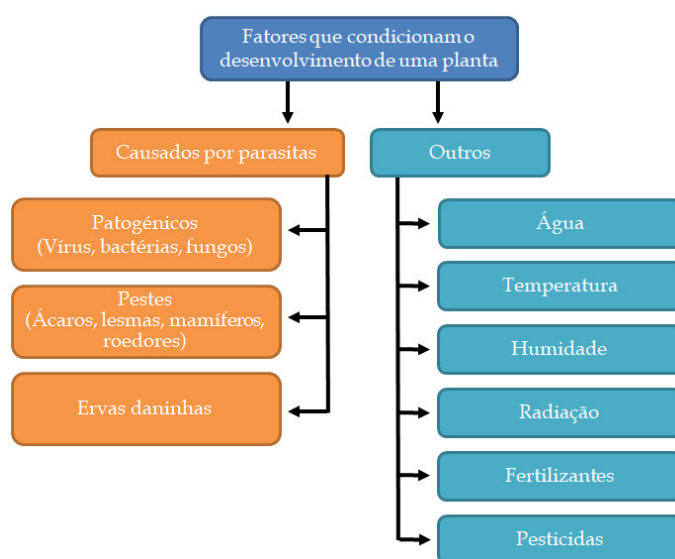 Fatores que condicionam o
desenvolvimento de uma planta
Causados por parasitas
Outros
Patogénicos
(Vírus, bactérias, fungos)
Pestes
(Ácaros, lesmas, mamíferos,
roedores)
Ervas daninhas
Água
Temperatura
Humidade
Radiação
Fertilizantes
Pesticidas